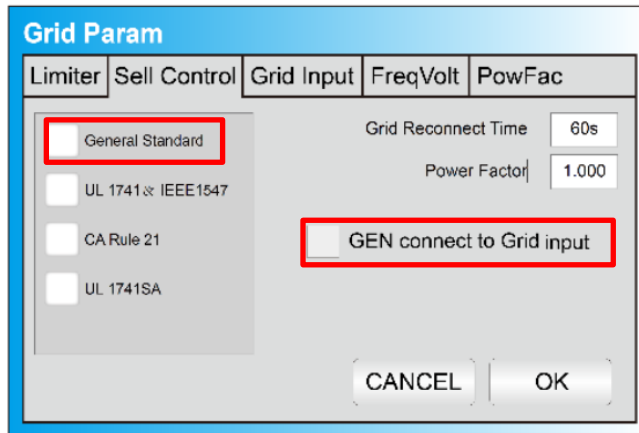 Grid Param
Limiter Sell Control Grid Input FreqVolt PowFac
General Standard
UL 1741& IEEE1547
CA Rule 21
UL 1741SA
Grid Reconnect Time 60s
Power Factor 1.000
GEN connect to Grid input
CANCEL OK